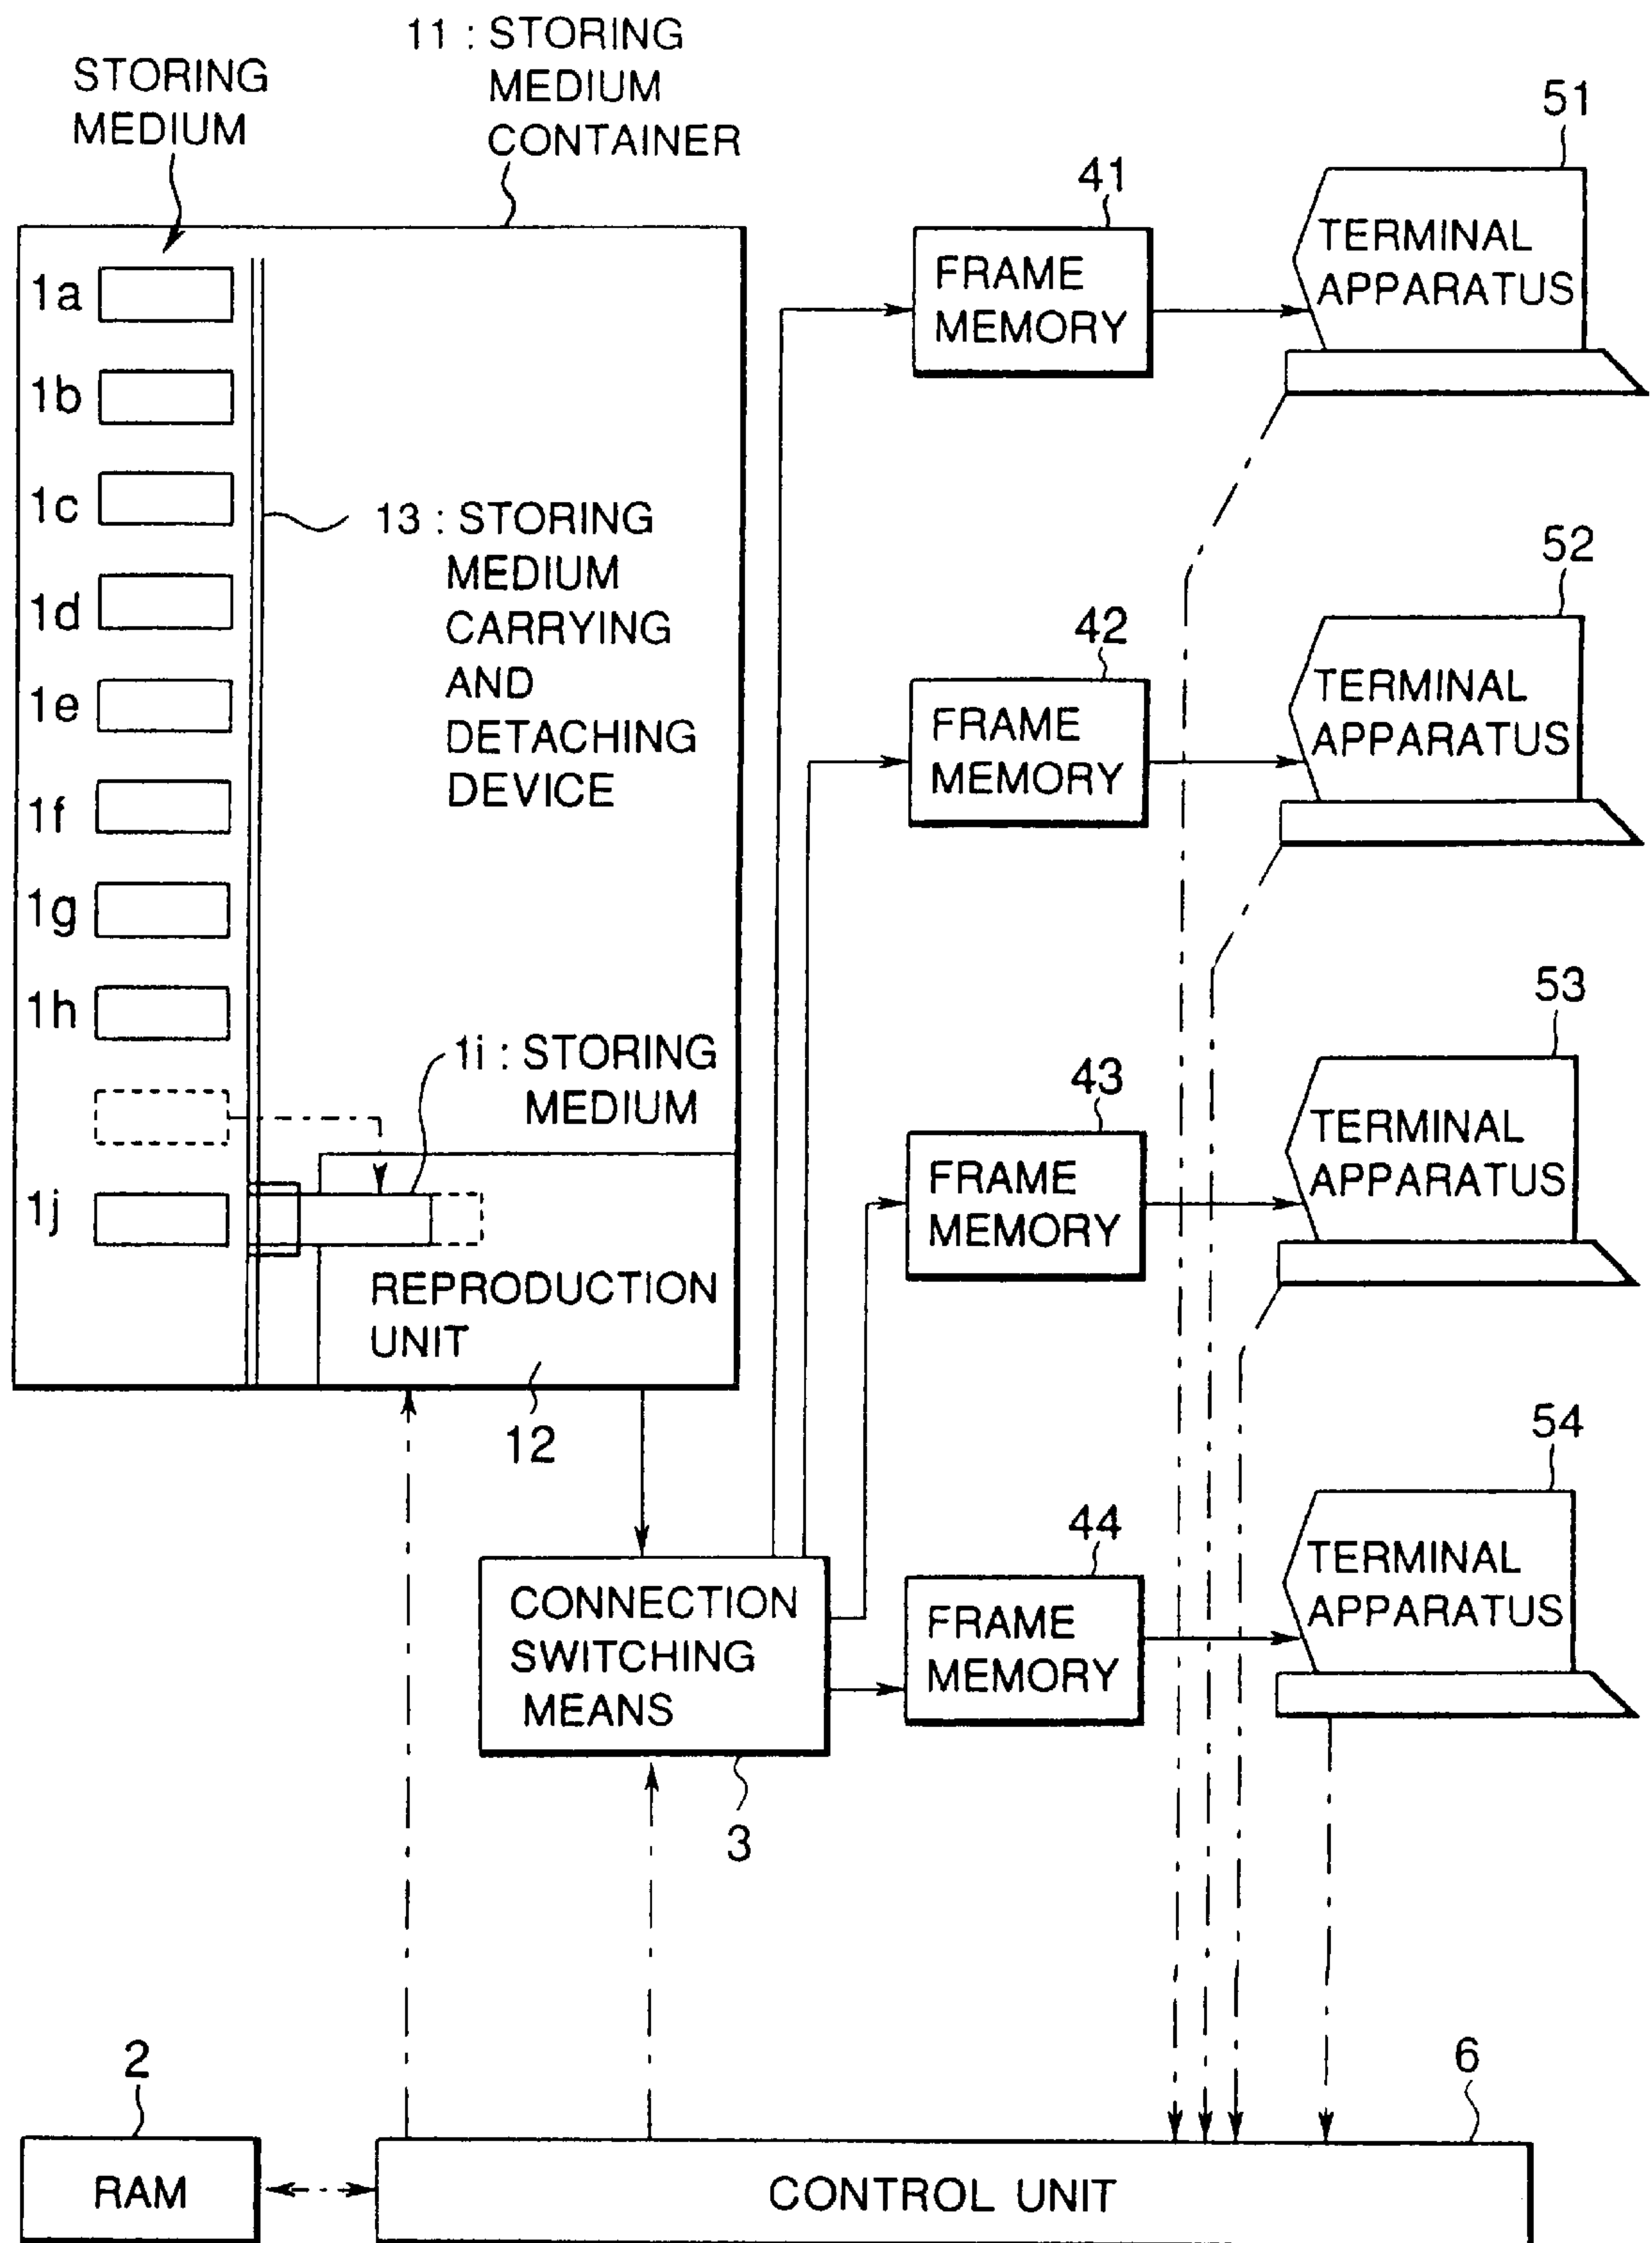 11 : STORING
MEDIUM
CONTAINER
STORING
MEDIUM
1a
1b
1c
1d
1e
1f
1g
1h
1j
13 : STORING
MEDIUM
CARRYING
AND
DETACHING
DEVICE
1i : STORING
MEDIUM
REPRODUCTION
UNIT
12
41
FRAME
MEMORY
51
TERMINAL
APPARATUS
42
FRAME
MEMORY
52
TERMINAL
APPARATUS
43
FRAME
MEMORY
53
TERMINAL
APPARATUS
44
FRAME
MEMORY
54
TERMINAL
APPARATUS
CONNECTION
SWITCHING
MEANS
3
2
RAM
6
CONTROL UNIT